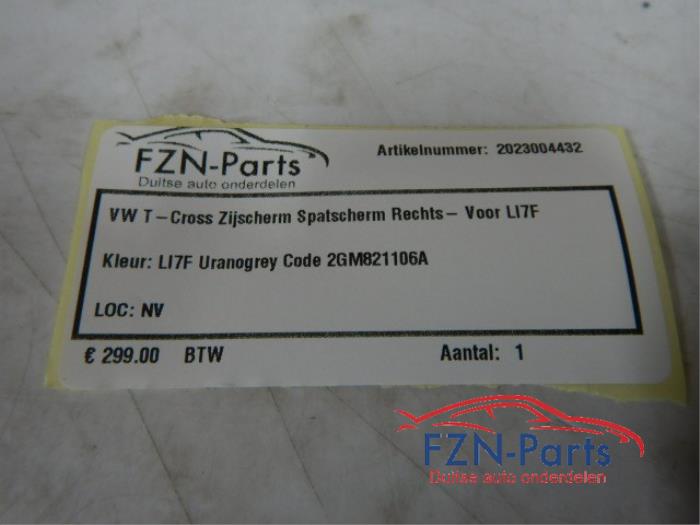 FZN-Parts
Duitse auto onderdelen
Artikelnummer: 2023004432
VW T-Cross Zijscherm Spatscherm Rechts- Voor LI7F
Kleur: LI7F Uranogrey Code 2GM821106A
LOC: NV
€ 299.00 BTW
Aantal: 1
FZN-Parts
Duitse auto onderdelen